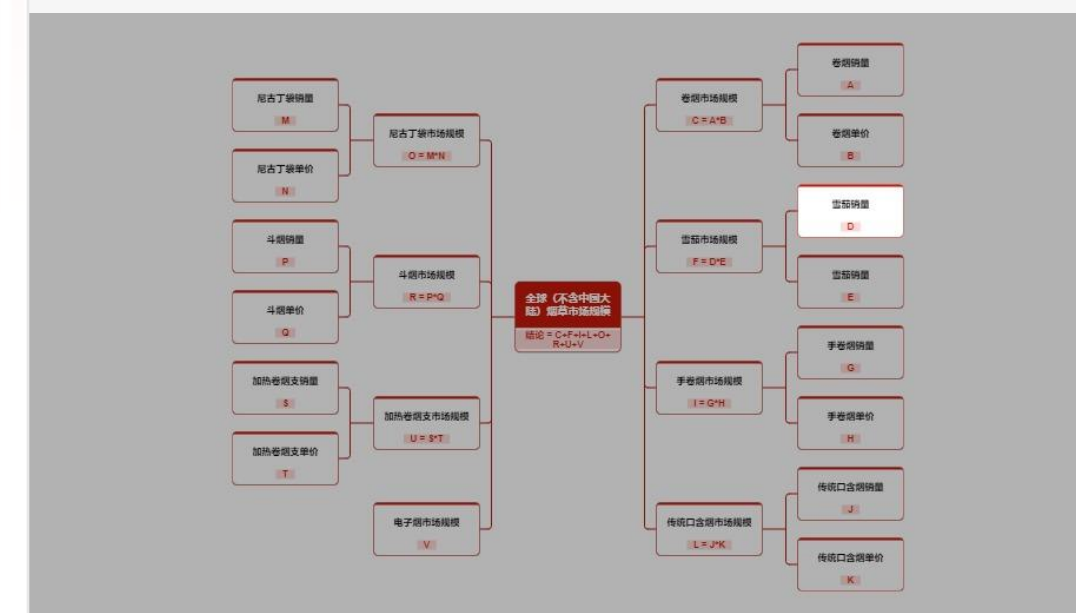 尼古丁袋销量
M
尼古丁袋单价
N
尼古丁袋市场规模
O = M*N
斗烟销量
P
斗烟单价
Q
斗烟市场规模
R = P*Q
加热卷烟支销量
S
加热卷烟支单价
T
加热卷烟支市场规模
U = S*T
电子烟市场规模
V
全球（不含中国大
陆）烟草市场规模
结论 = C+F+I+L+O+
R+U+V
卷烟市场规模
C = A*B
卷烟销量
A
卷烟单价
B
雪茄市场规模
F = D*E
雪茄销量
D
雪茄销量
E
手卷烟市场规模
I = G*H
手卷烟销量
G
手卷烟单价
H
传统口含烟市场规模
L = J*K
传统口含烟销量
J
传统口含烟单价
K